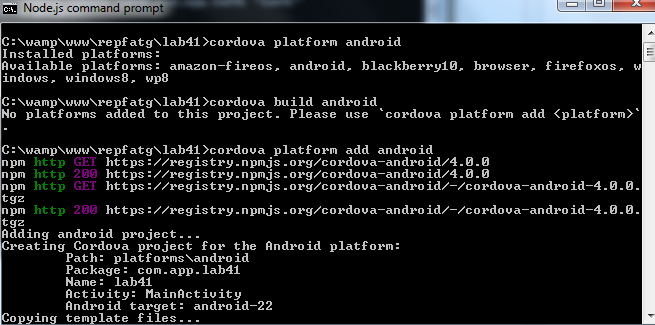 Node.js command prompt
C:\wamp\www\repfatg\lab41>cordova platform android
Installed platforms:
Available platforms: amazon-fireos, android, blackberry10, browser, firefoxos, w
indows, windows8, wp8
C:\wamp\www\repfatg\lab41>cordova build android
No platforms added to this project. Please use `cordova platform add <platform>`
.
C:\wamp\www\repfatg\lab41>cordova platform add android
npm http GET https://registry.npmjs.org/cordova-android/4.0.0
npm http 200 https://registry.npmjs.org/cordova-android/4.0.0
npm http GET https://registry.npmjs.org/cordova-android/-/cordova-android-4.0.0.
tgz
npm http 200 https://registry.npmjs.org/cordova-android/-/cordova-android-4.0.0.
tgz
Adding android project...
Creating Cordova project for the Android platform:
Path: platforms\android
Package: com.app.lab41
Name: lab41
Activity: MainActivity
Android target: android-22
Copying template files...